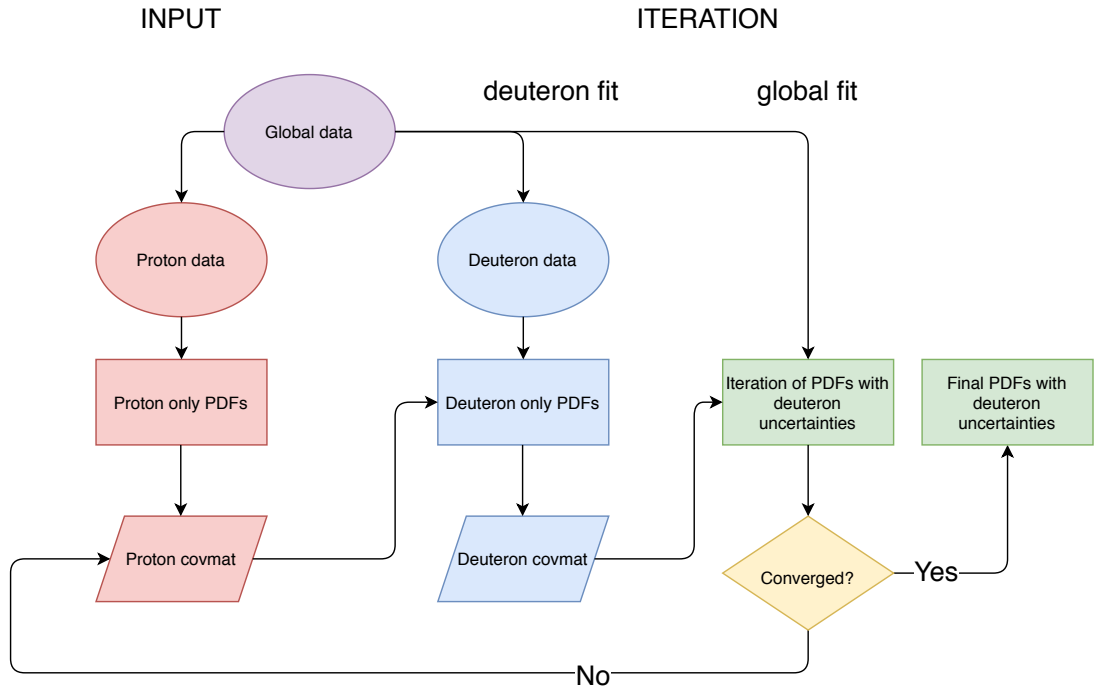 INPUT
ITERATION
deuteron fit
global fit
Global data
Proton data
Deuteron data
Proton only PDFs
Deuteron only PDFs
Iteration of PDFs with
deuteron
uncertainties
Final PDFs with
deuteron
uncertainties
Proton covmat
Deuteron covmat
Converged?
Yes
No